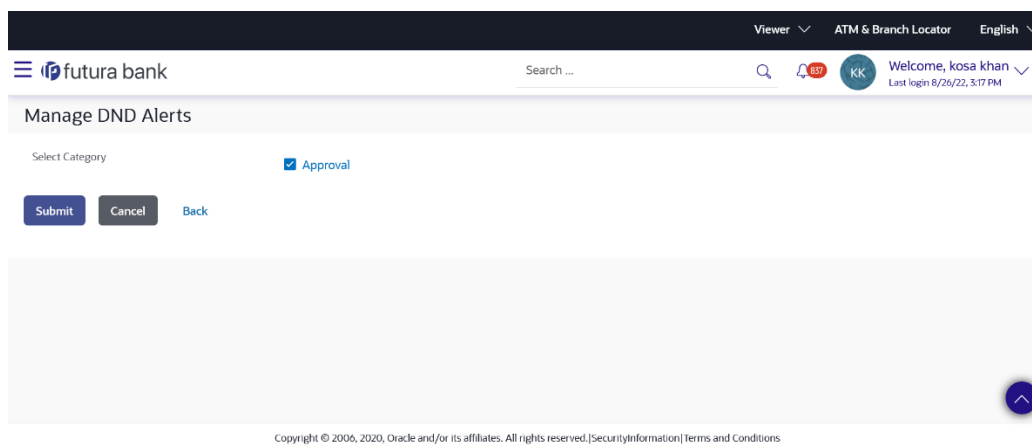 Viewer ATM & Branch Locator English
futura bank Search ... 837 KK Welcome, kosa khan
Last login 8/26/22, 3:17 PM
Manage DND Alerts
Select Category Approval
Submit Cancel Back
Copyright © 2006, 2020, Oracle and/or its affiliates. All rights reserved.|SecurityInformation|Terms and Conditions